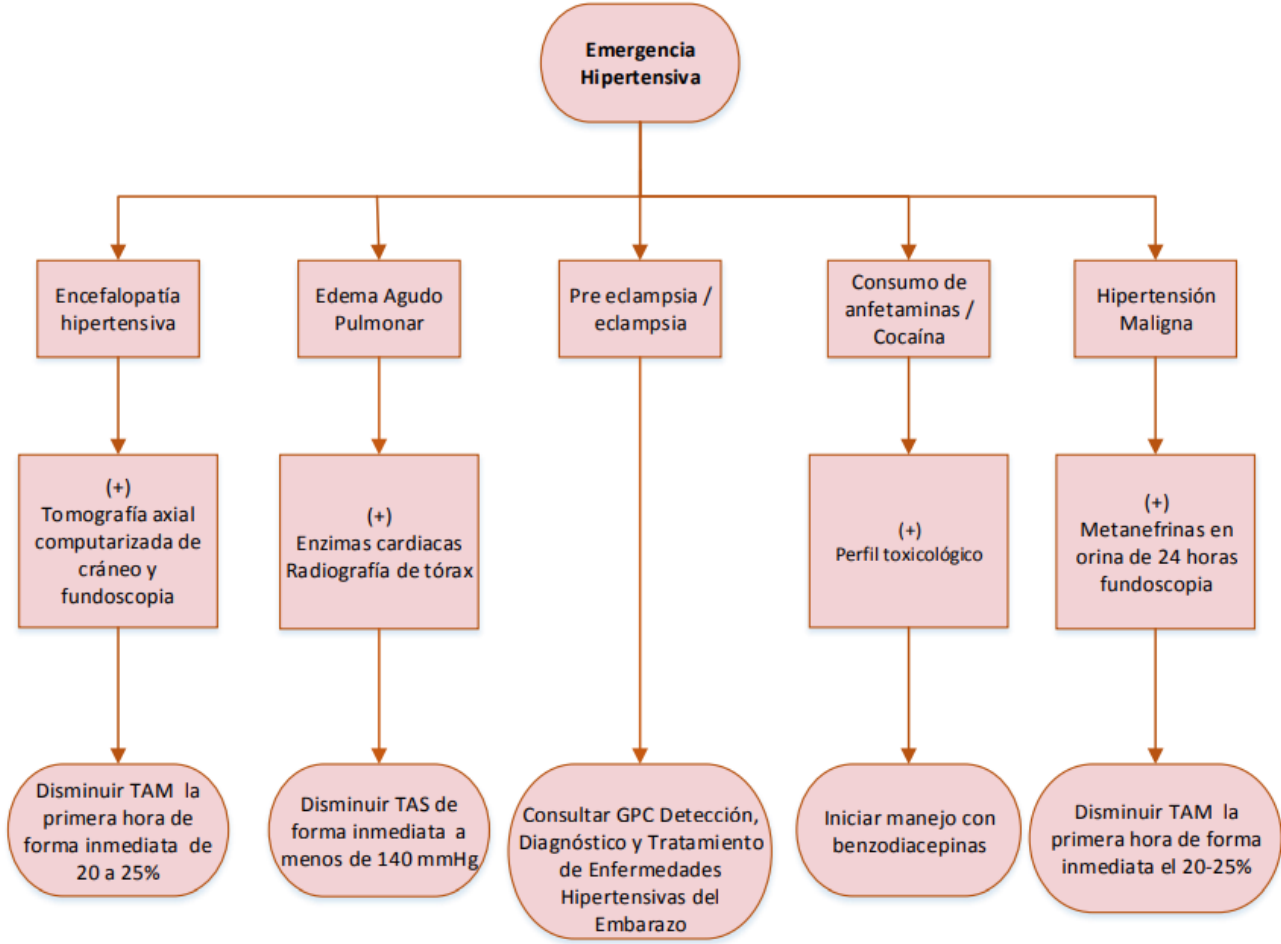 Emergencia
Hipertensiva
Encefalopatía
hipertensiva
Edema Agudo
Pulmonar
Pre eclampsia /
eclampsia
Consumo de
anfetaminas /
Cocaína
Hipertensión
Maligna
(+)
Tomografía axial
computarizada de
cráneo y
fundoscopia
(+)
Enzimas cardiacas
Radiografía de tórax
(+)
Perfil toxicológico
(+)
Metanefrinas en
orina de 24 horas
fundoscopia
Disminuir TAM la
primera hora de
forma inmediata de
20 a 25%
Disminuir TAS de
forma inmediata a
menos de 140 mmHg
Consultar GPC Detección,
Diagnóstico y Tratamiento
de Enfermedades
Hipertensivas del
Embarazo
Iniciar manejo con
benzodiacepinas
Disminuir TAM la
primera hora de forma
inmediata el 20-25%